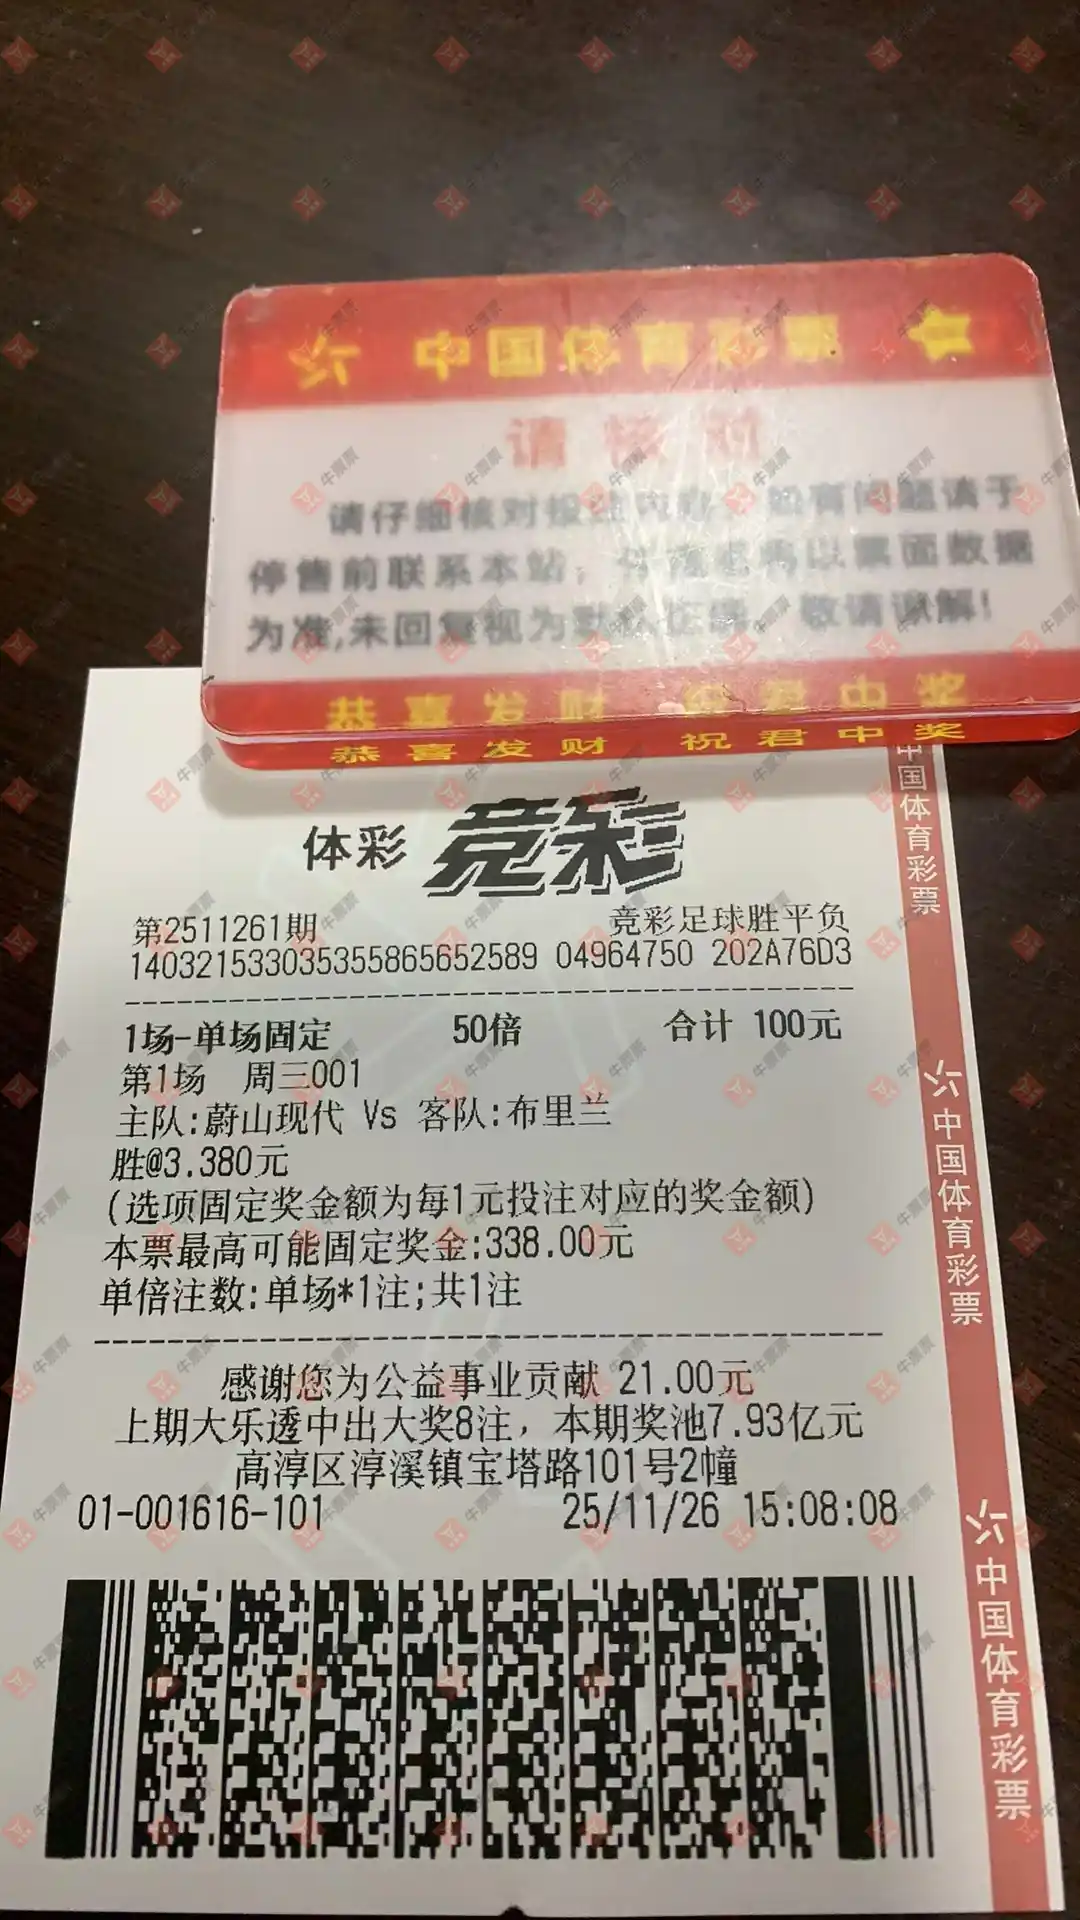 中国体育彩票
请核对
请仔细核对投注内容，如有问题请于
停售前联系本站，
以票面数据
为准,未回复视为
敬请谅解!
恭喜发财 祝君中奖
恭喜发财 祝君中奖
体彩 竞彩
第2511261期 竞彩足球胜平负
140321533035355865652589 04964750 202A76D3
1场-单场固定 50倍 合计 100元
第1场 周三001
主队:蔚山现代 Vs 客队:布里兰
胜@3.380元
(选项固定奖金额为每1元投注对应的奖金额)
本票最高可能固定奖金:338.00元
单倍注数:单场*1注;共1注
感谢您为公益事业贡献 21.00元
上期大乐透中出大奖8注，本期奖池7.93亿元
高淳区淳溪镇宝塔路101号2幢
01-001616-101 25/11/26 15:08:08
中国体育彩票
中国体育彩票
中国体育彩票
牛票票